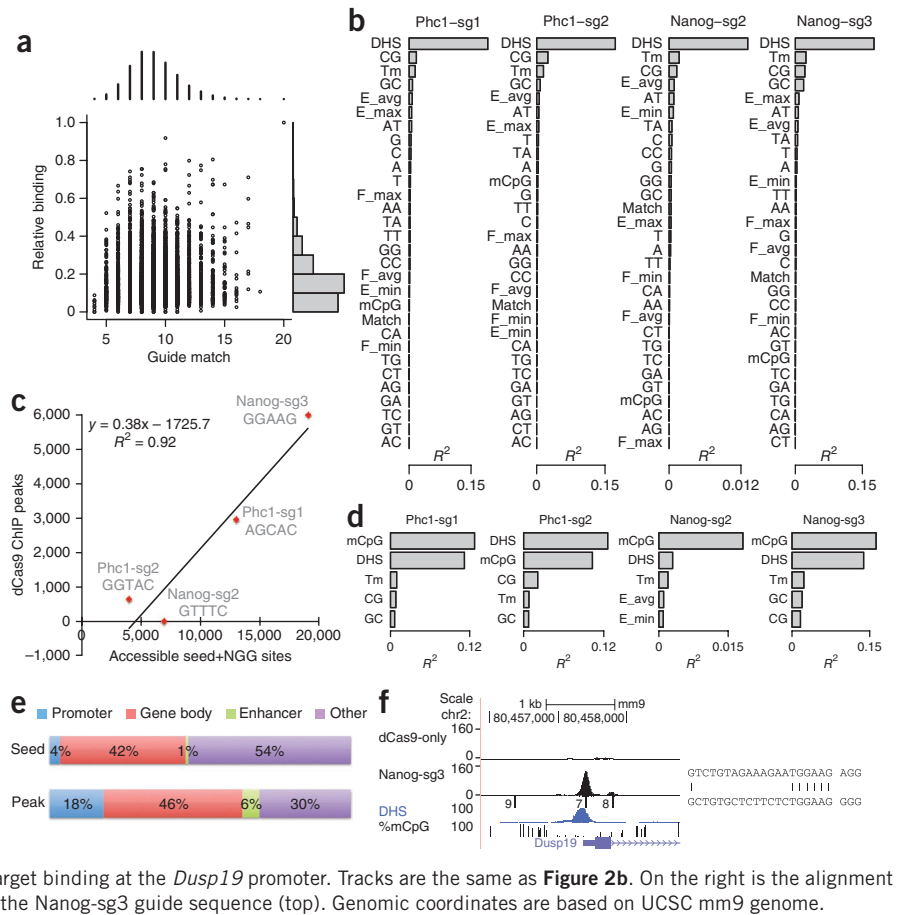 a
1.0
0.8
0.6
0.4
0.2
0
Relative binding
5 10 15 20
Guide match
b
Phc1–sg1
DHS
CG
Tm
GC
E_avg
E_max
AT
G
C
A
T
F_max
AA
TA
TT
GG
CC
F_avg
E_min
mCpG
Match
CA
F_min
TG
CT
AG
GA
TC
GT
AC
R2
0 0.15
Phc1–sg2
DHS
CG
Tm
GC
E_avg
AT
E_max
T
TA
A
mCpG
G
TT
C
F_max
AA
GG
CC
F_avg
Match
F_min
E_min
CA
TG
TC
GA
GT
AG
CT
AC
R2
0 0.15
Nanog–sg2
DHS
Tm
CG
E_avg
AT
E_min
TA
C
CC
G
GG
GC
Match
E_max
T
A
TT
F_min
CA
AA
F_avg
CT
TG
TC
GA
GT
mCpG
AC
AG
F_max
R2
0 0.012
Nanog–sg3
DHS
Tm
CG
GC
E_max
AT
E_avg
TA
T
A
E_min
TT
AA
F_max
G
F_avg
C
Match
GG
CC
F_min
AC
GT
mCpG
TC
GA
TG
CA
AG
CT
R2
0 0.15
c
6,000
5,000
4,000
3,000
2,000
1,000
0
–1,000
dCas9 ChIP peaks
y = 0.38x – 1725.7
R2 = 0.92
Nanog-sg3
GGAAG
Phc1-sg1
AGCAC
Phc1-sg2
GGTAC
Nanog-sg2
GTTTC
0 5,000 10,000 15,000 20,000
Accessible seed+NGG sites
d
Phc1-sg1
mCpG
DHS
Tm
CG
GC
0 0.12
R2
Phc1-sg2
DHS
mCpG
CG
Tm
GC
0 0.12
R2
Nanog-sg2
mCpG
DHS
Tm
E_avg
E_min
0 0.015
R2
Nanog-sg3
mCpG
DHS
Tm
GC
CG
0 0.15
R2
e
Promoter Gene body Enhancer Other
Seed 4% 42% 1% 54%
Peak 18% 46% 6% 30%
f
Scale 1 kb mm9
chr2: 80,457,000 80,458,000
160
dCas9-only
0
Nanog-sg3 160
0
9 7 8
DHS 100
%mCpG 100
Dusp19
GTCTGTAGAAAGAATGGAAG AGG
GCTGTGCTCTTCTCTGGAAG GGG
arget binding at the Dusp19 promoter. Tracks are the same as Figure 2b. On the right is the alignment
the Nanog-sg3 guide sequence (top). Genomic coordinates are based on UCSC mm9 genome.